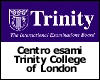 Trinity
The International Examinations Board
Centro esami
Trinity College
of London